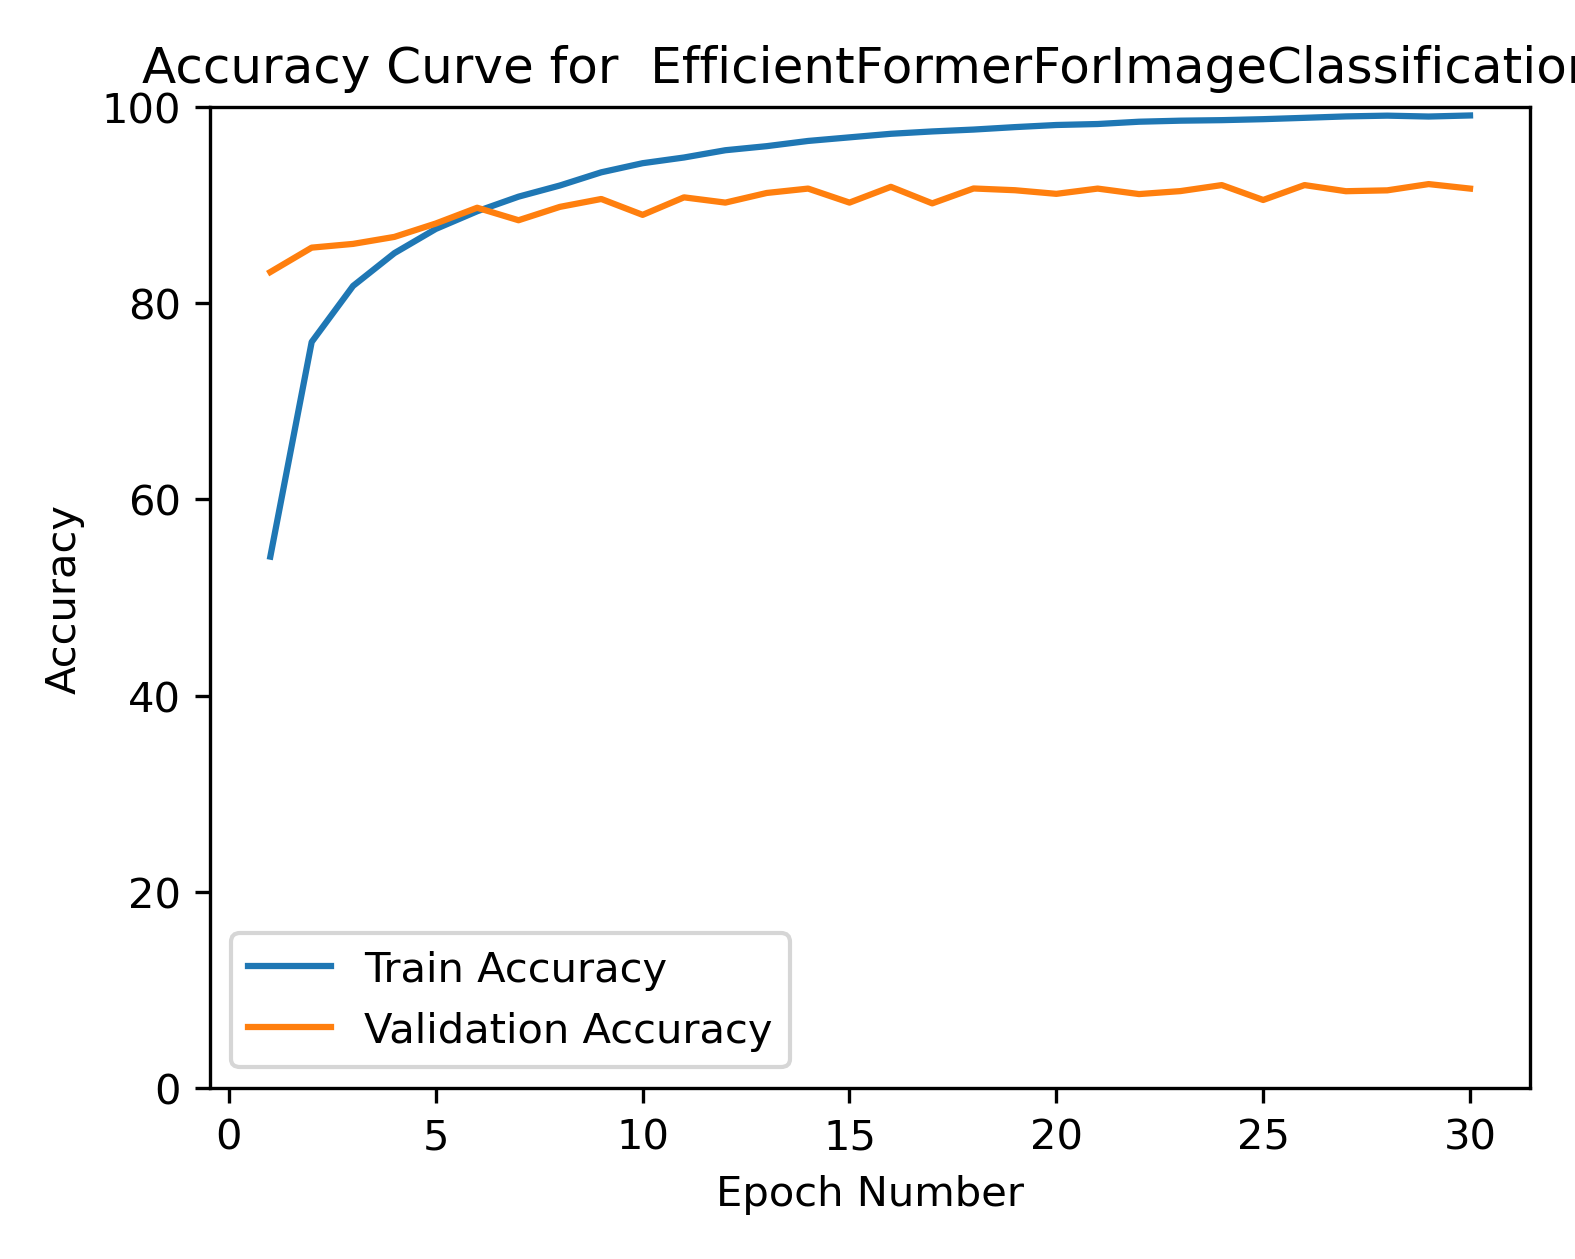 Accuracy Curve for  EfficientFormerForImageClassification
100
80
60
40
20
0
Accuracy
Train Accuracy
Validation Accuracy
0 5 10 15 20 25 30
Epoch Number